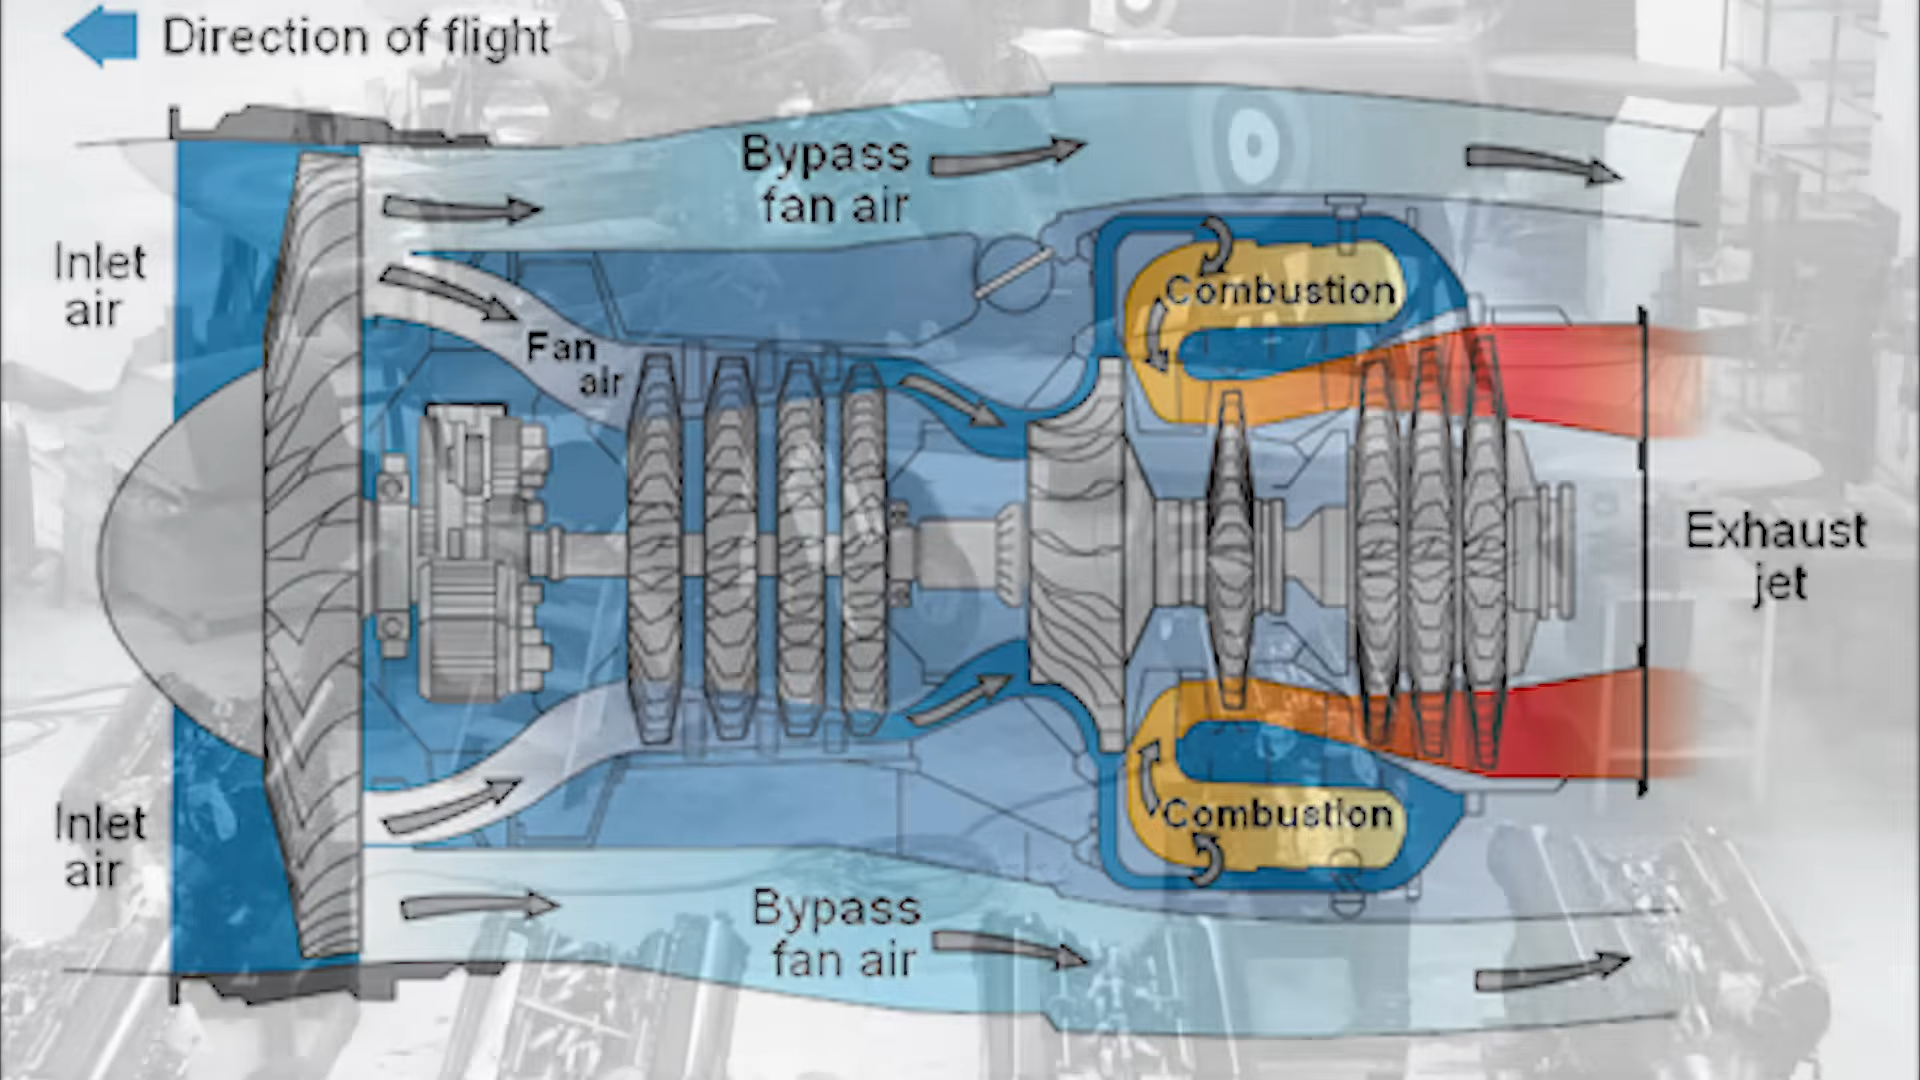 Direction of flight
Bypass
fan air
Inlet
air
Combustion
Fan
air
Exhaust
jet
Combustion
Inlet
air
Bypass
fan air